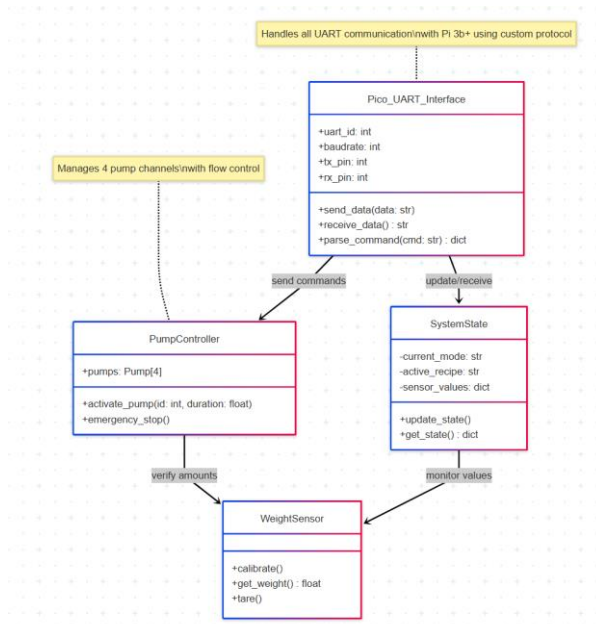 Handles all UART communication\nwith Pi 3b+ using custom protocol
Pico_UART_Interface
+uart_id: int
+baudrate: int
+tx_pin: int
+rx_pin: int
+send_data(data: str)
+receive_data() : str
+parse_command(cmd: str) : dict
Manages 4 pump channels\nwith flow control
send commands
update/receive
PumpController
+pumps: Pump[4]
+activate_pump(id: int, duration: float)
+emergency_stop()
SystemState
-current_mode: str
-active_recipe: str
-sensor_values: dict
+update_state()
+get_state() : dict
verify amounts
monitor values
WeightSensor
+calibrate()
+get_weight() : float
+tare()